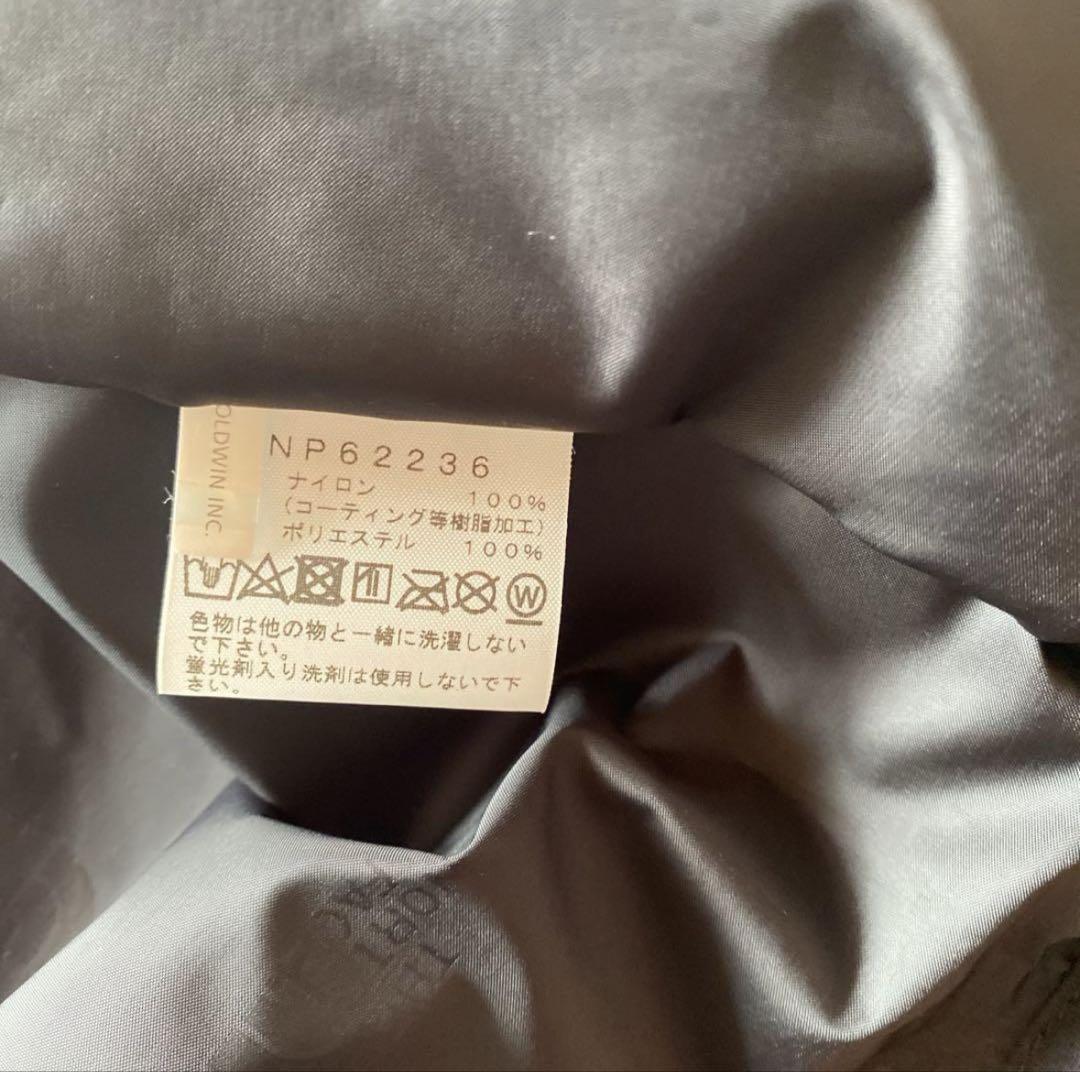 OLDWIN INC.
NP62236
ナイロン 100%
(コーティング等樹脂加工)
ポリエステル 100%
W
色物は他の物と一緒に洗濯しない
で下さい。
蛍光剤入り洗剤は使用しないで下
さい。